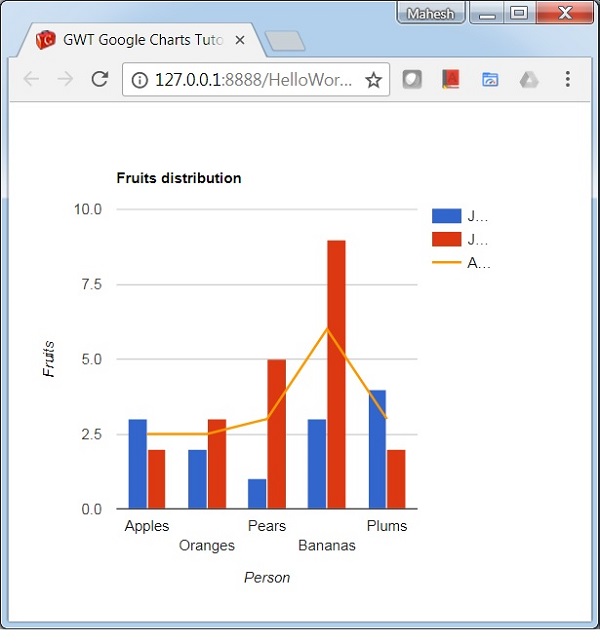 Mahesh
GWT Google Charts Tuto
127.0.0.1:8888/HelloWor...
Fruits distribution
10.0
7.5
5.0
2.5
0.0
Fruits
J...
J...
A...
Apples
Oranges
Pears
Bananas
Plums
Person